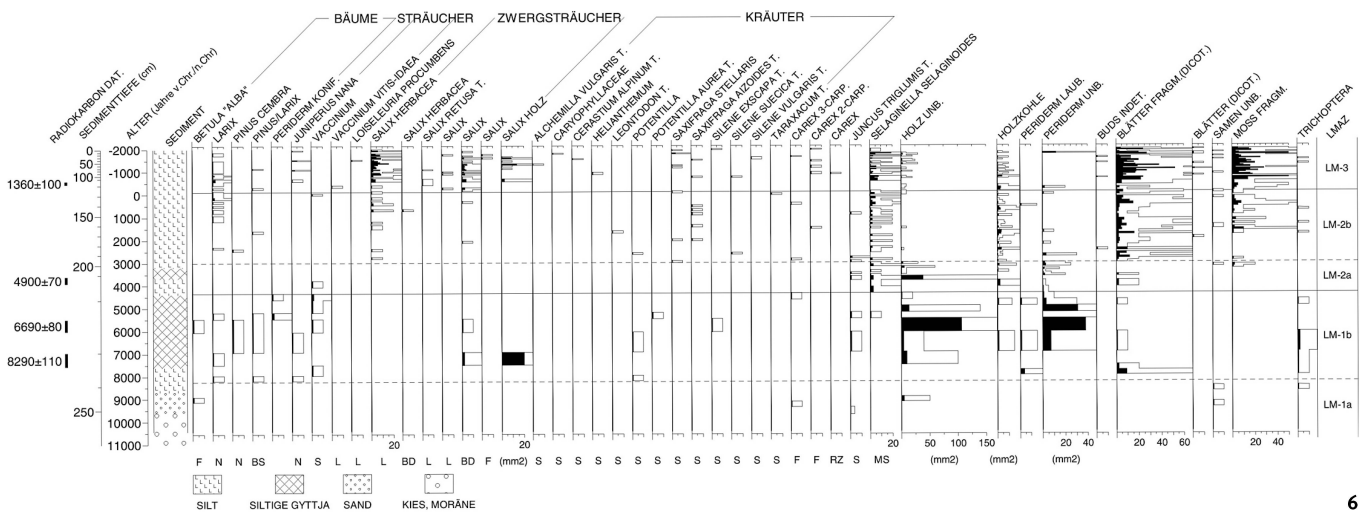 BÄUME STRÄUCHER ZWERGSTRÄUCHER KRÄUTER
RADIOKARBON DAT.
SEDIMENTTIEFE (cm)
ALTER (Jahre v.Chr./n.Chr)
SEDIMENT
BETULA "ALBA"
LARIX
PINUS CEMBRA
PINUS/LARIX
PERIDERM KONIF.
JUNIPERUS NANA
VACCINIUM
VACCINIUM VITIS-IDAEA
LOISELEURIA PROCUMBENS
SALIX HERBACEA
SALIX HERBACEA
SALIX RETUSA T.
SALIX
SALIX
SALIX
SALIX HOLZ
ALCHEMILLA VULGARIS T.
CARYOPHYLLACEAE
CERASTIUM ALPINUM T.
HELIANTHEMUM
LEONTODON T.
POTENTILLA
POTENTILLA AUREA T.
SAXIFRAGA STELLARIS
SAXIFRAGA AIZOIDES T.
SILENE EXSCAPA T.
SILENE SUECICA T.
SILENE VULGARIS T.
TARAXACUM T.
CAREX 3-CARP.
CAREX 2-CARP.
CAREX
JUNCUS TRIGLUMIS T.
SELAGINELLA SELAGINOIDES
HOLZ UNB.
HOLZKOHLE
PERIDERM LAUB.
PERIDERM UNB.
BUDS INDET.
BLÄTTER FRAGM.(DICOT.)
BLÄTTER (DICOT.)
SAMEN UNB.
MOSS FRAGM.
TRICHOPTERA
LMAZ
0 -2000
50
100 -1000
1360±100
0
150 1000
2000
200 3000
4900±70 4000
5000
6690±80 6000
7000
8290±110
8000
9000
250
10000
11000
LM-3
LM-2b
LM-2a
LM-1b
LM-1a
20 20 20 50 100 150 20 40 20 40 60 20 40
F N N BS N S L L L BD L L BD F (mm2) S S S S S S S S S S S S S F F RZ S MS (mm2) (mm2) (mm2)
SILT SILTIGE GYTTJA SAND KIES, MORÄNE
6